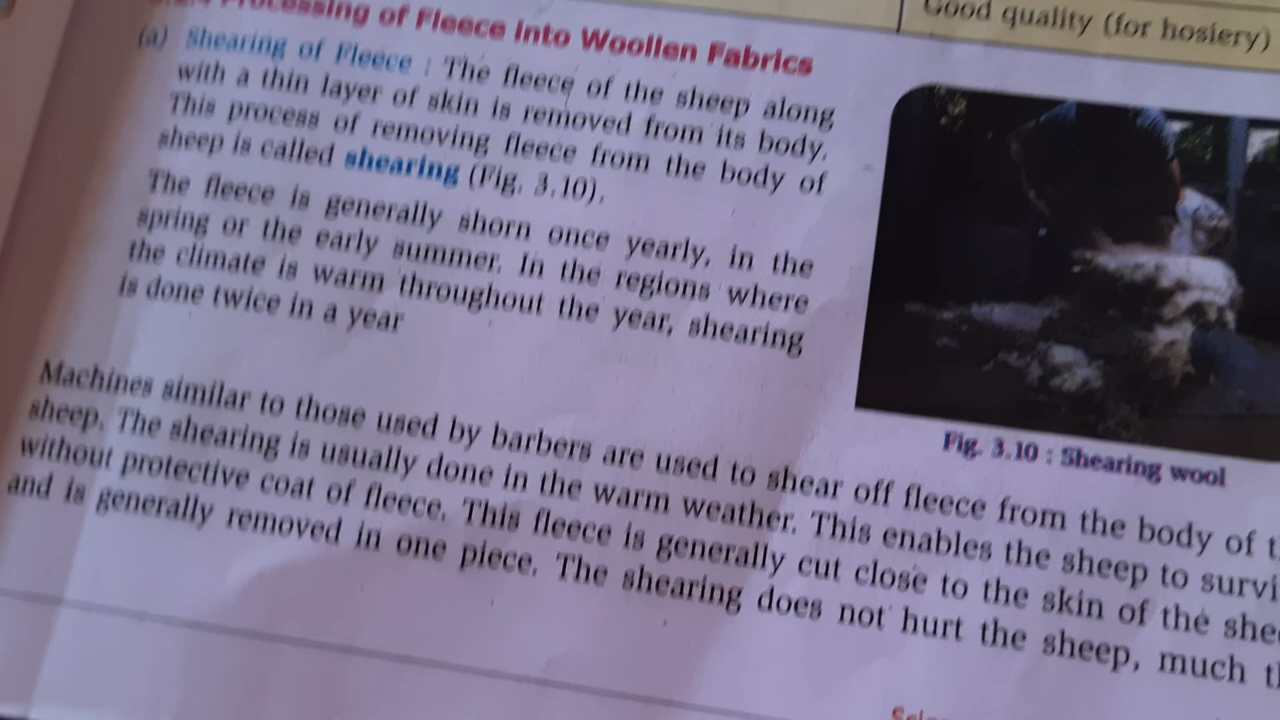 Processing of Fleece into Woollen Fabrics
Good quality (for hosiery)
(a) Shearing of Fleece : The fleece of the sheep along
with a thin layer of skin is removed from its body.
This process of removing fleece from the body of
sheep is called shearing (Fig. 3.10).
The fleece is generally shorn once yearly, in the
spring or the early summer. In the regions where
the climate is warm throughout the year, shearing
is done twice in a year
Fig. 3.10 : Shearing wool
Machines similar to those used by barbers are used to shear off fleece from the body of
sheep. The shearing is usually done in the warm weather. This enables the sheep to
without protective coat of fleece. This fleece is generally cut close to the skin of the
and is generally removed in one piece. The shearing does not hurt the sheep, much